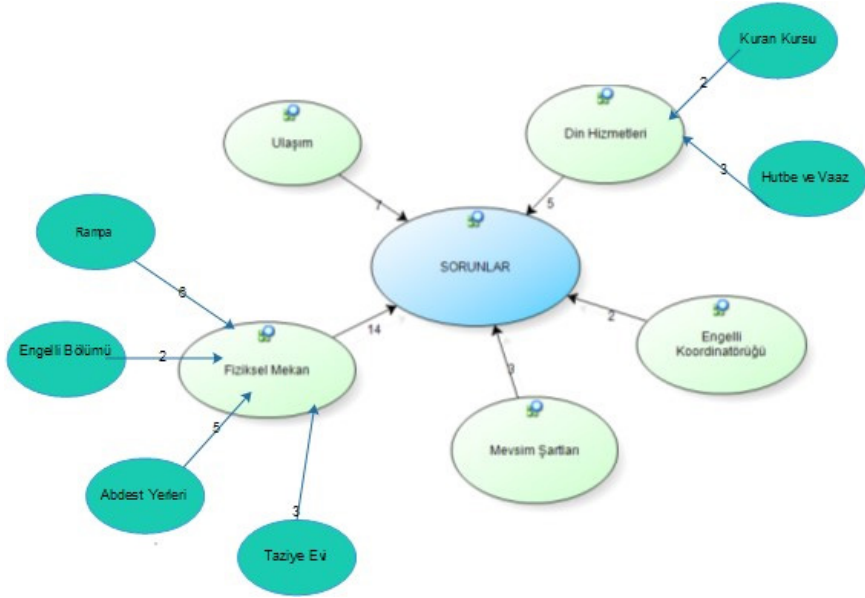 Kuran Kursu
2
Ulaşım
Din Hizmetleri
3
Hutbe ve Vaaz
7
5
Rampa
SORUNLAR
6
2
Engelli
Koordinatörüğü
14
Engelli Bölümü
2
Fiziksel Mekan
3
5
Mevsim Şartları
Abdest Yerleri
3
Taziye Evi